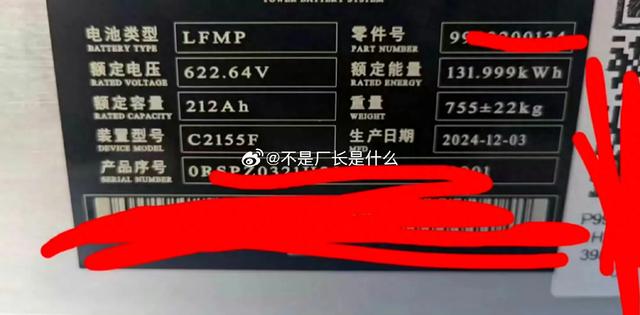 POWER BATTERY SYSTEM
电池类型 LFMP 零件号
BATTERY TYPE PART NUMBER
额定电压 622.64V 额定能量 131.999kWh
RATED VOLTAGE RATED ENERGY
额定容量 212Ah 重量 755±22kg
RATED CAPACITY WEIGHT
装置型号 C2155F 生产日期 2024-12-03
DEVICE MODEL MFD
@不是厂长是什么
产品序号
SERIAL NUMBER